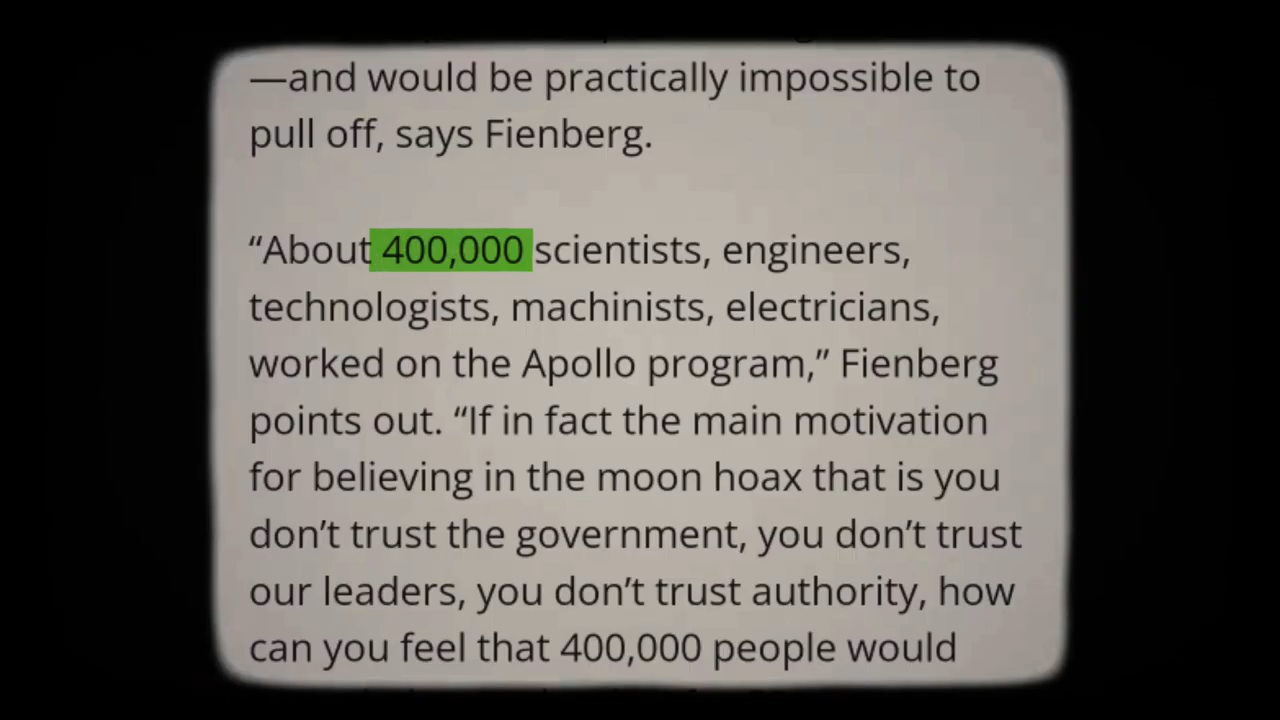 —and would be practically impossible to
pull off, says Fienberg.
“About 400,000 scientists, engineers,
technologists, machinists, electricians,
worked on the Apollo program,” Fienberg
points out. “If in fact the main motivation
for believing in the moon hoax that is you
don’t trust the government, you don’t trust
our leaders, you don’t trust authority, how
can you feel that 400,000 people would